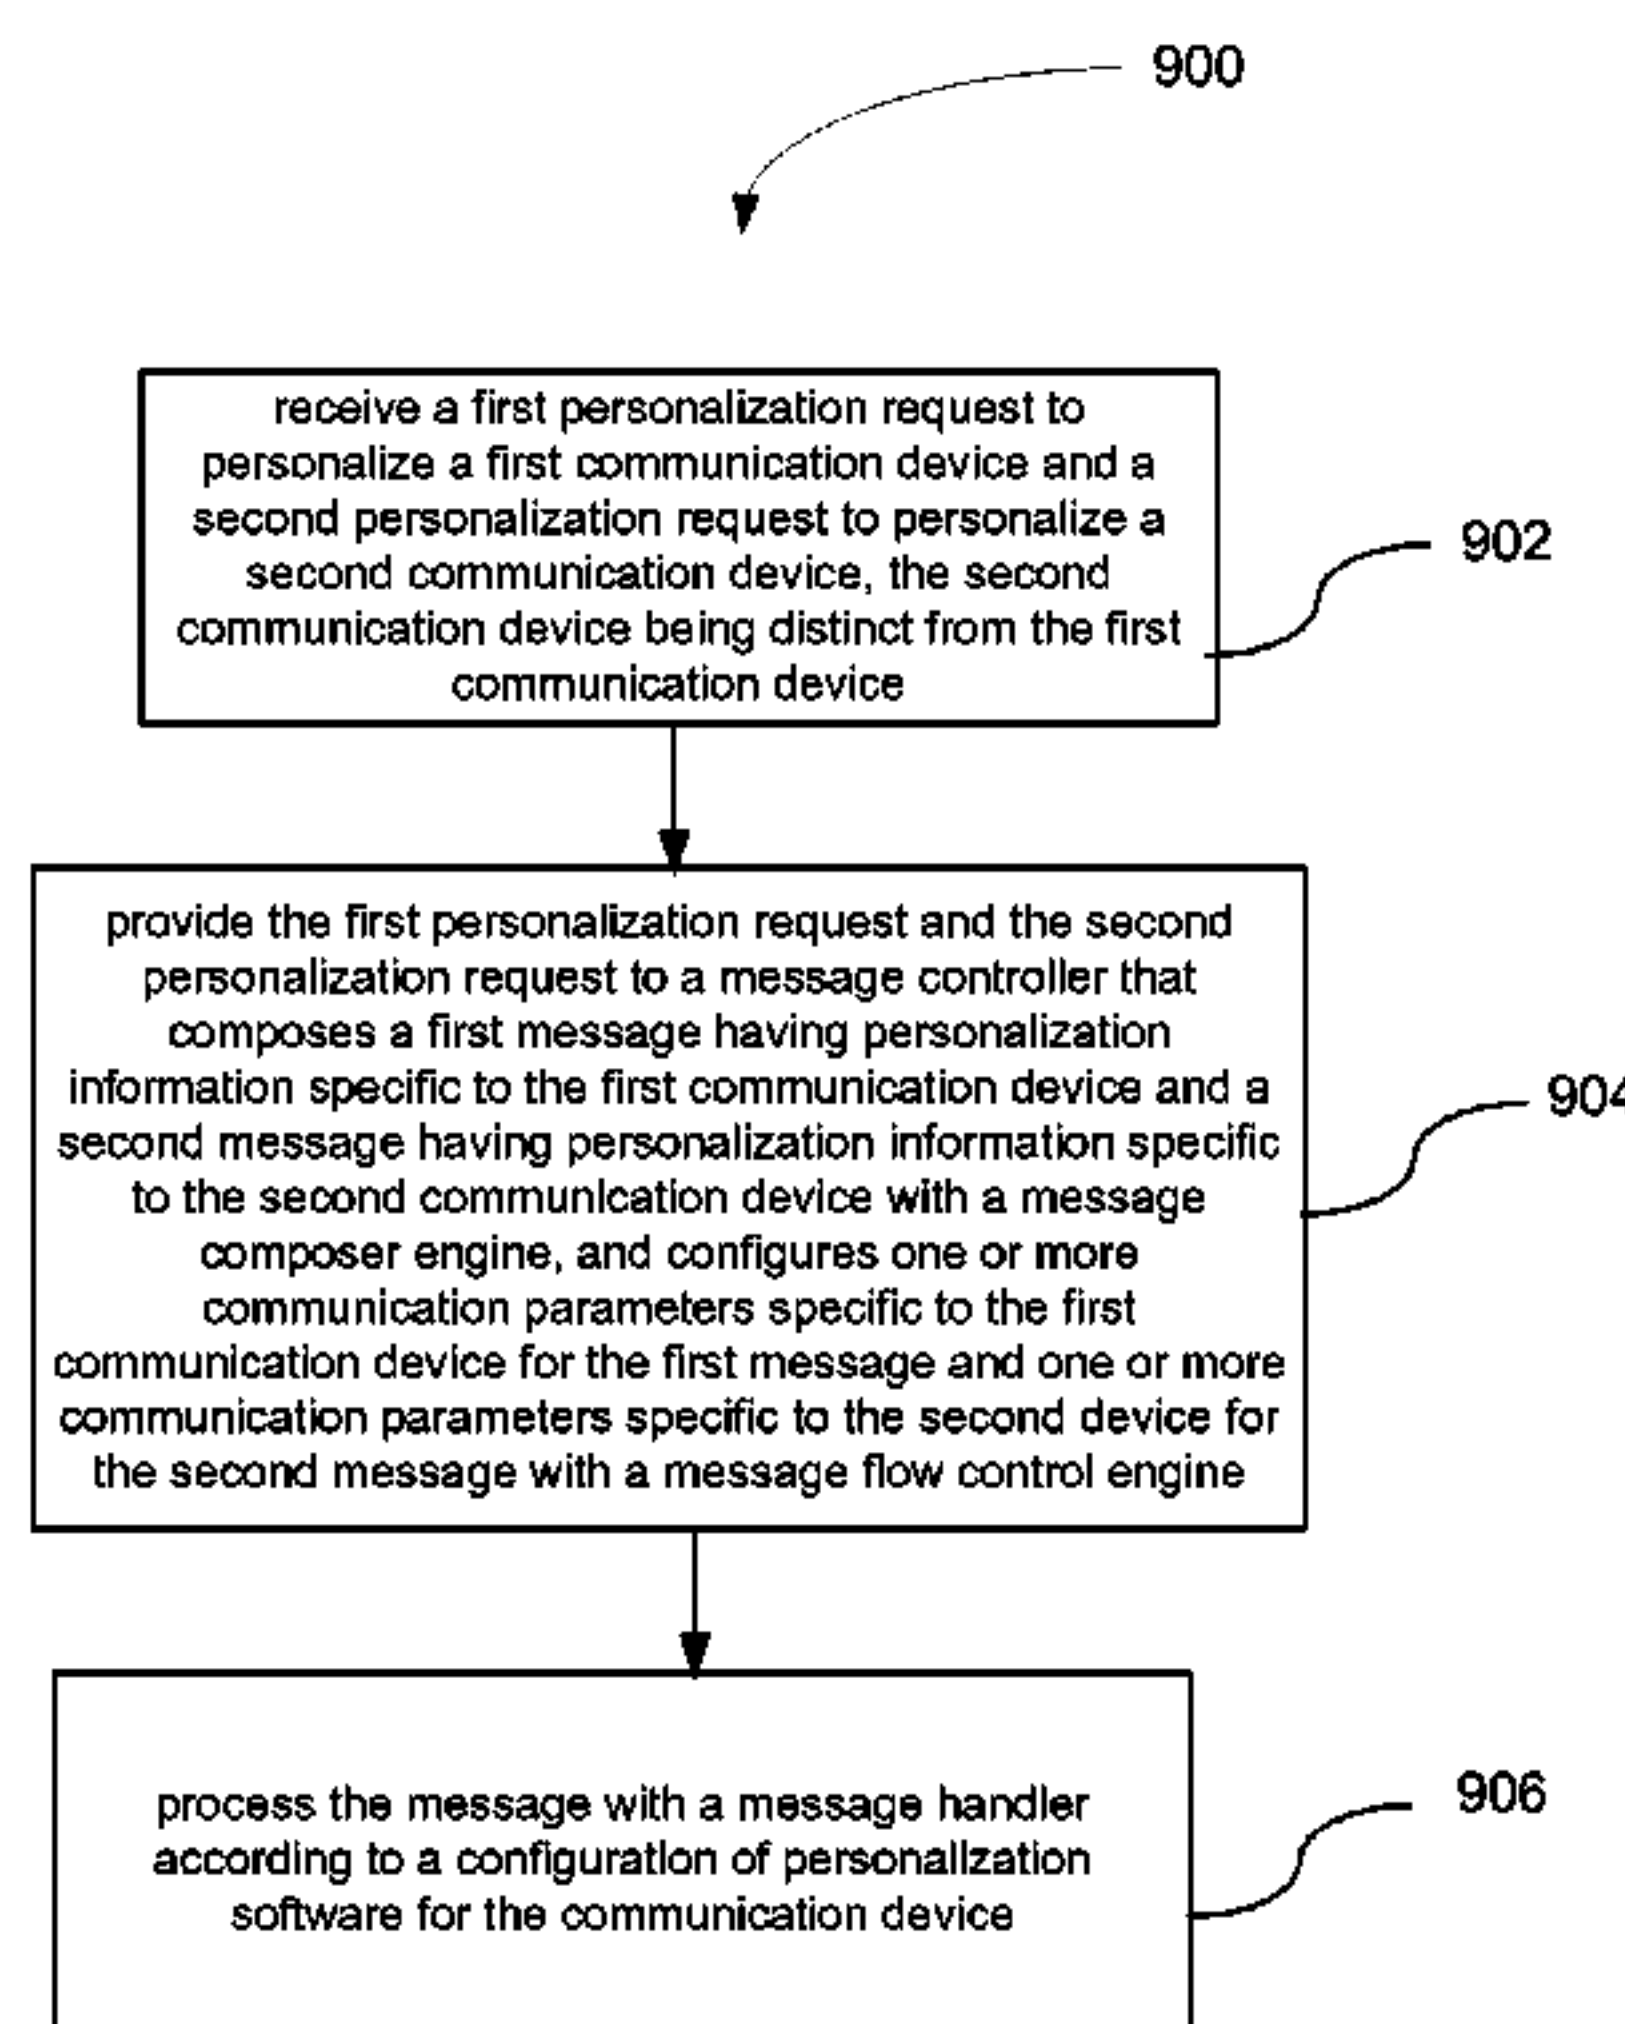 900
receive a first personalization request to
personalize a first communication device and a
second personalization request to personalize a
second communication device, the second
communication device being distinct from the first
communication device
902
provide the first personalization request and the second
personalization request to a message controller that
composes a first message having personalization
information specific to the first communication device and a
second message having personalization information specific
to the second communication device with a message
composer engine, and configures one or more
communication parameters specific to the first
communication device for the first message and one or more
communication parameters specific to the second device for
the second message with a message flow control engine
904
process the message with a message handler
according to a configuration of personalization
software for the communication device
906